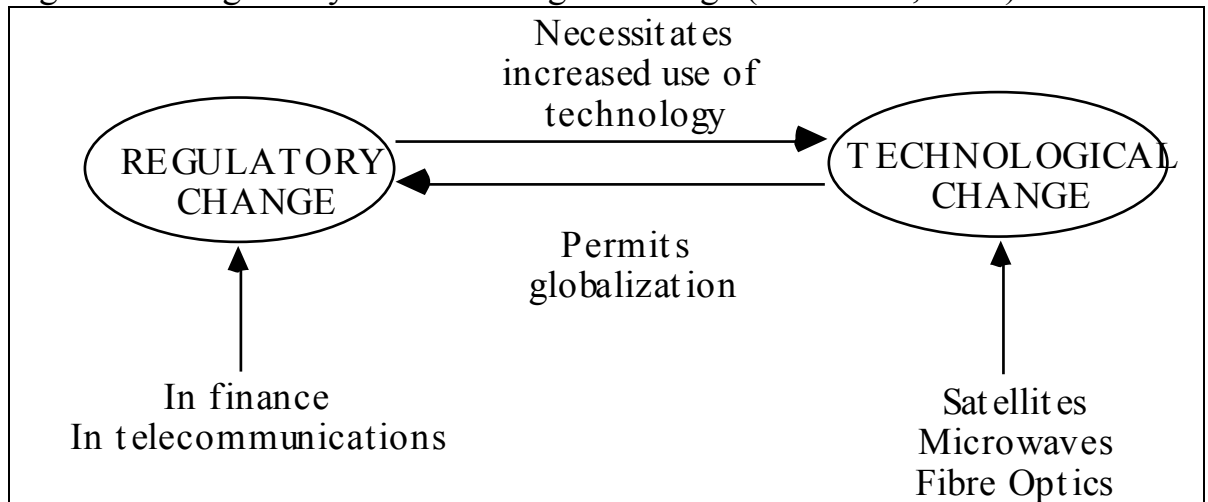 Necessitates
increased use of
technology
REGULATORY
CHANGE
TECHNOLOGICAL
CHANGE
Permits
globalization
In finance
In telecommunications
Satellites
Microwaves
Fibre Optics